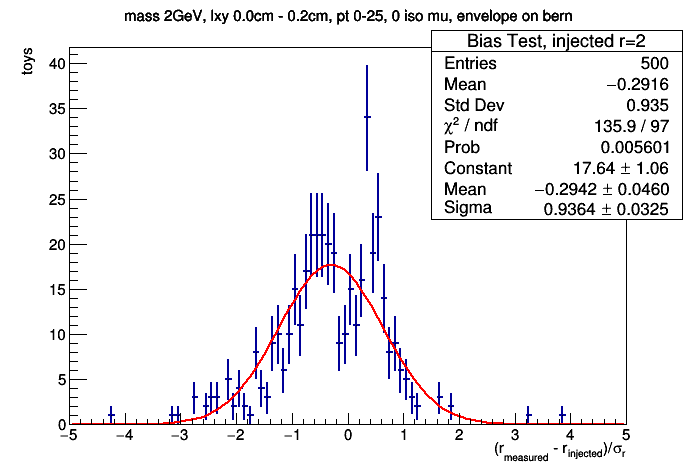 mass 2GeV, lxy 0.0cm - 0.2cm, pt 0-25, 0 iso mu, envelope on bern
Bias Test, injected r=2
Entries 500
Mean −0.2916
Std Dev 0.935
χ² / ndf 135.9 / 97
Prob 0.005601
Constant 17.64 ± 1.06
Mean −0.2942 ± 0.0460
Sigma 0.9364 ± 0.0325
toys
40
35
30
25
20
15
10
5
0
−5 −4 −3 −2 −1 0 1 2 3 4 5
(r_measured - r_injected)/σ_r